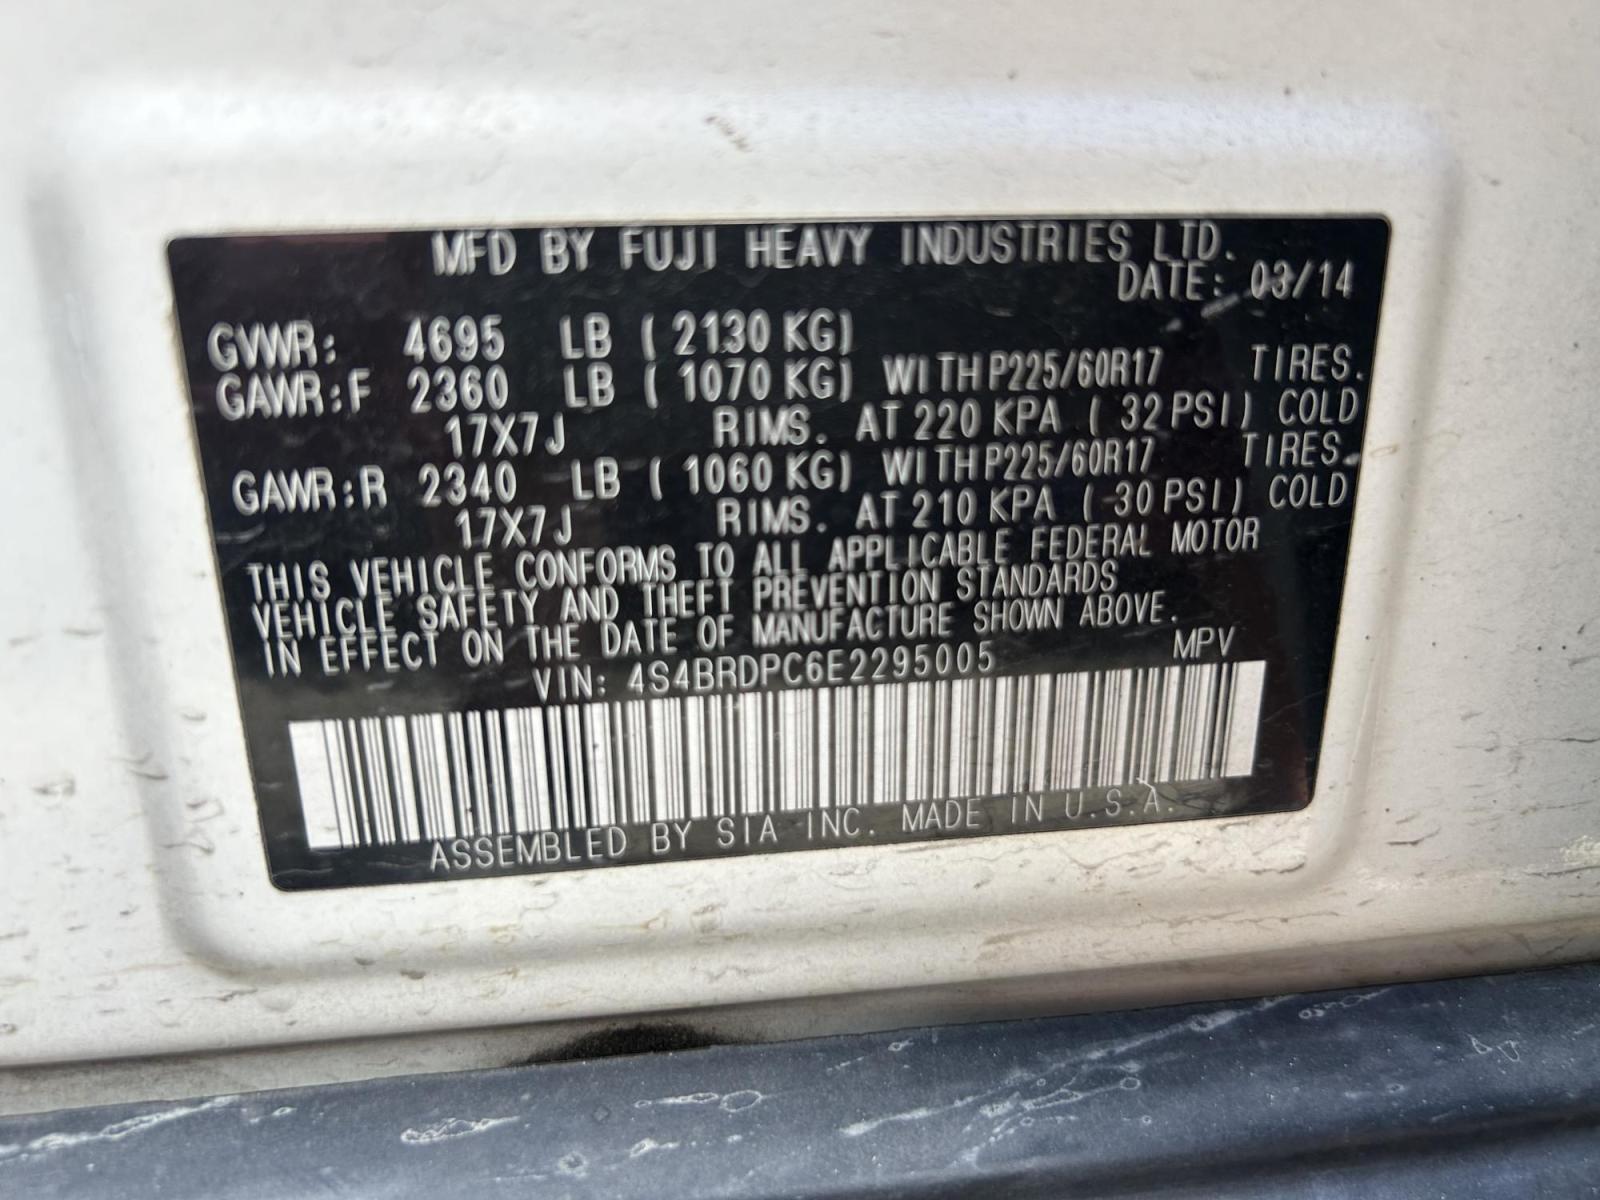 MFD BY FUJI HEAVY INDUSTRIES LTD.
DATE: 03/14
GVWR: 4695 LB ( 2130 KG)
GAWR:F 2360 LB ( 1070 KG) WITH P225/60R17 TIRES.
17X7J RIMS. AT 220 KPA ( 32 PSI) COLD
GAWR:R 2340 LB ( 1060 KG) WITH P225/60R17 TIRES.
17X7J RIMS. AT 210 KPA ( 30 PSI) COLD
THIS VEHICLE CONFORMS TO ALL APPLICABLE FEDERAL MOTOR
VEHICLE SAFETY AND THEFT PREVENTION STANDARDS
IN EFFECT ON THE DATE OF MANUFACTURE SHOWN ABOVE.
VIN: 4S4BRDPC6E2295005 MPV
ASSEMBLED BY SIA INC. MADE IN U.S.A.